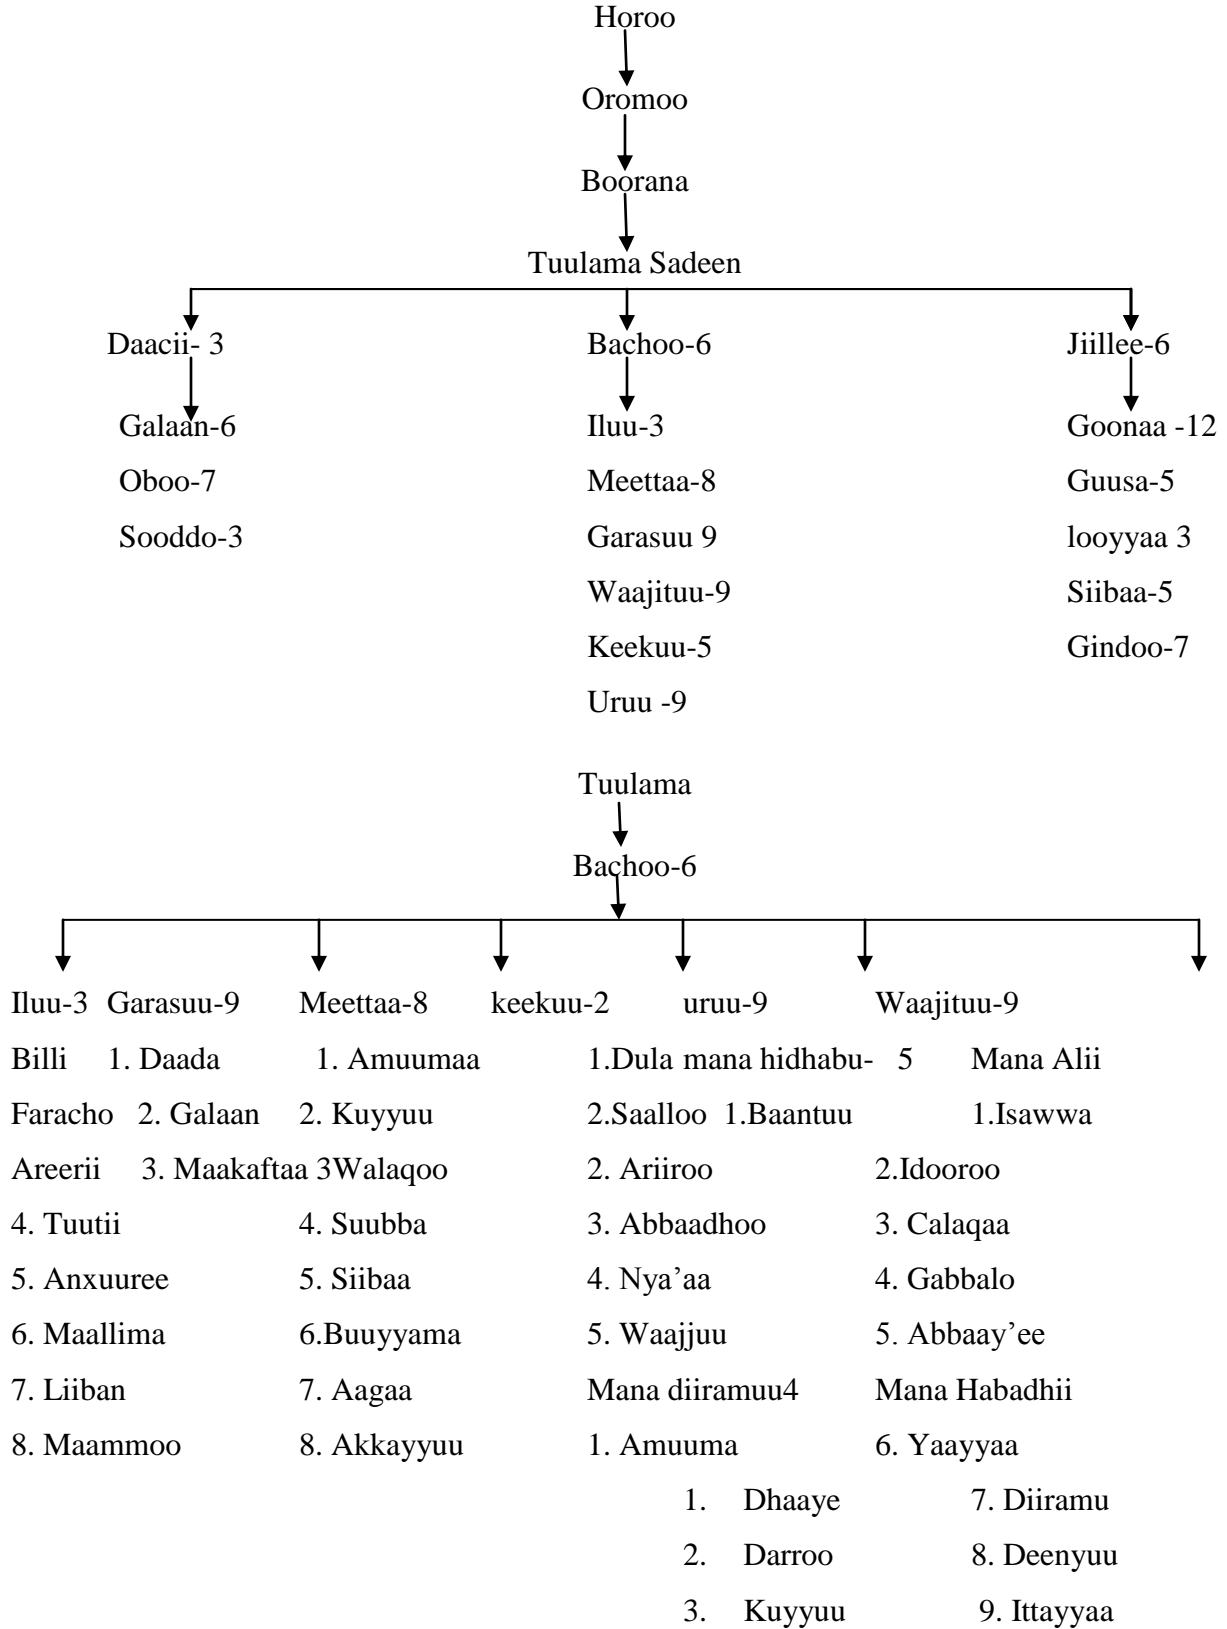 Horoo
Oromoo
Boorana
Tuulama Sadeen
Daacii- 3 Bachoo-6 Jiillee-6
Galaan-6 Iluu-3 Goonaa -12
Oboo-7 Meettaa-8 Guusa-5
Sooddo-3 Garasuu 9 looyyaa 3
Waajituu-9 Siibaa-5
Keekuu-5 Gindoo-7
Uruu -9
Tuulama
Bachoo-6
Iluu-3 Garasuu-9 Meettaa-8 keekuu-2 uruu-9 Waajituu-9
Billi 1. Daada 1. Amuumaa 1.Dula mana hidhabu- 5 Mana Alii
Faracho 2. Galaan 2. Kuyyuu 2.Saalloo 1.Baantuu 1.Isawwa
Areerii 3. Maakaftaa 3Walaqoo 2. Ariiroo 2.Idooroo
4. Tuutii 4. Suubba 3. Abbaadhoo 3. Calaqaa
5. Anxuuree 5. Siibaa 4. Nya’aa 4. Gabbalo
6. Maallima 6.Buuyyama 5. Waajjuu 5. Abbaay’ee
7. Liiban 7. Aagaa Mana diiramuu4 Mana Habadhii
8. Maammoo 8. Akkayyuu 1. Amuuma 6. Yaayyaa
1. Dhaaye 7. Diiramu
2. Darroo 8. Deenyuu
3. Kuyyuu 9. Ittayyaa